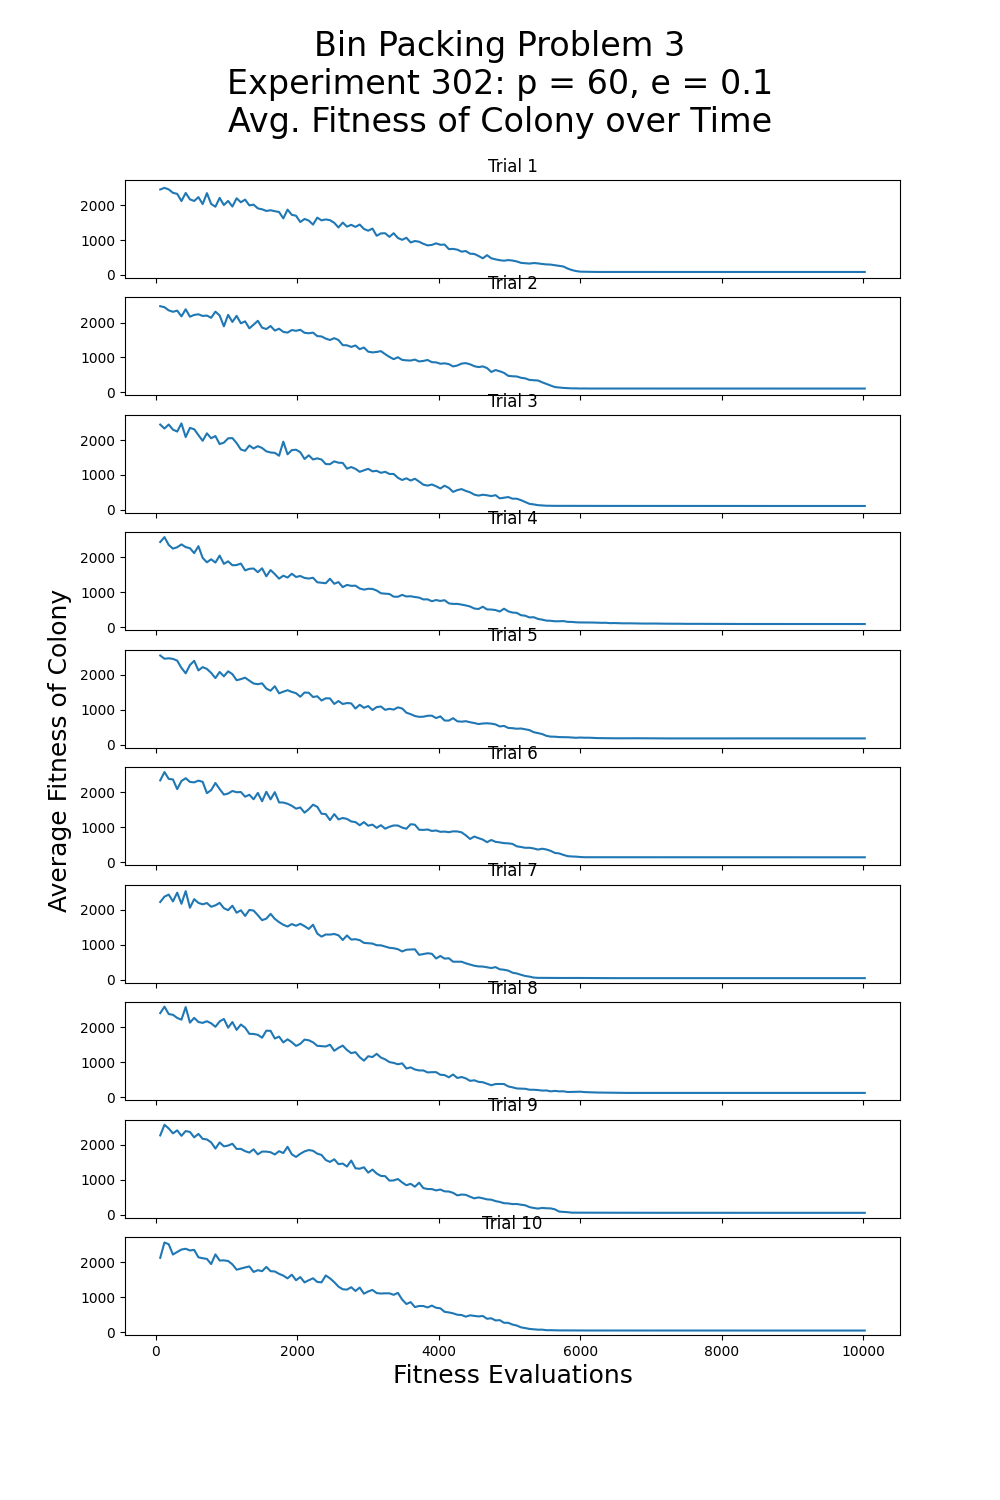 Bin Packing Problem 3
Experiment 302: p = 60, e = 0.1
Avg. Fitness of Colony over Time
Trial 1
2000
1000
0
Trial 2
2000
1000
0
Trial 3
2000
1000
0
Trial 4
2000
1000
0
Trial 5
2000
1000
0
Trial 6
2000
1000
0
Trial 7
2000
1000
0
Trial 8
2000
1000
0
Trial 9
2000
1000
0
Trial 10
2000
1000
0
0 2000 4000 6000 8000 10000
Fitness Evaluations
Average Fitness of Colony